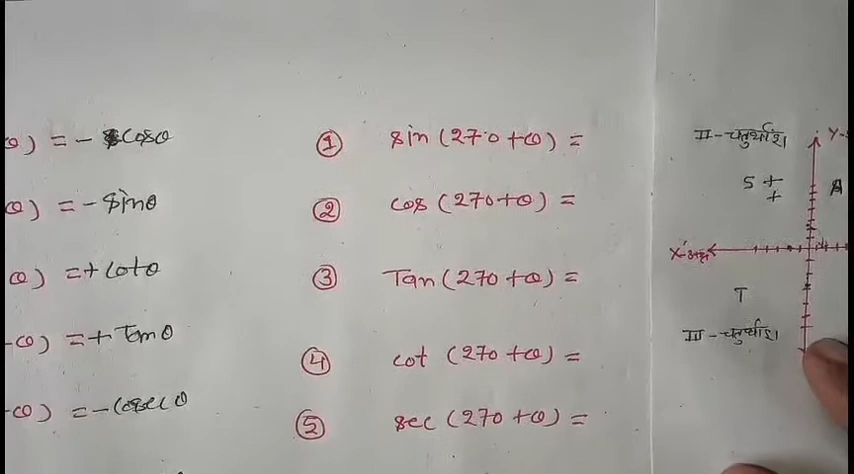 θ) = - cosθ
θ) = - sinθ
θ) = + cotθ
-θ) = + Tanθ
-θ) = - cosecθ
① sin (270 + θ) =
② cos (270 + θ) =
③ Tan (270 + θ) =
④ cot (270 + θ) =
⑤ sec (270 + θ) =
II - चतुर्थांश Y-
S + A
+
X'-अक्ष
T
III - चतुर्थांश